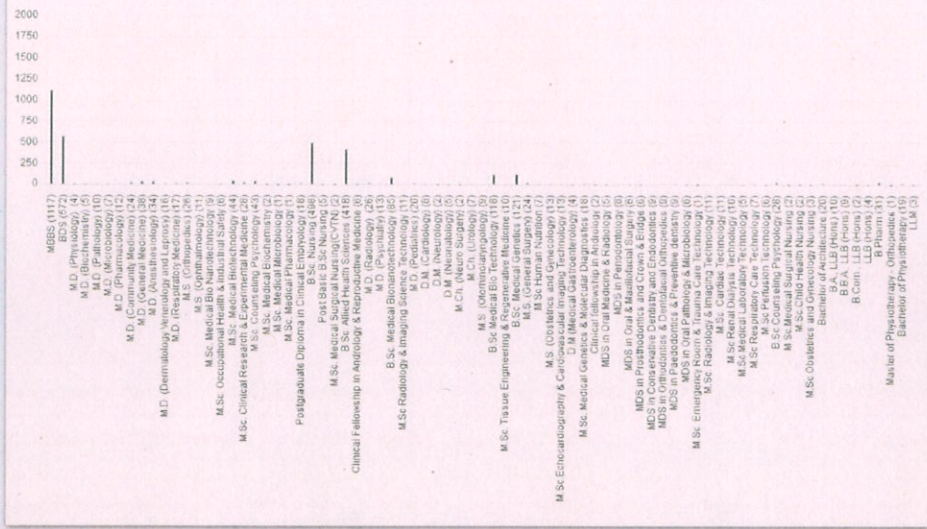 2000
1750
1500
1250
1000
750
500
250
0
MBBS (1117)
BDS (572)
M.D. (Physiology) (4)
M.D. (Biochemistry) (5)
M.D. (Pathology) (10)
M.D. (Microbiology) (7)
M.D. (Pharmacology) (12)
M.D. (Community Medicine) (24)
M.D. (General Medicine) (38)
M.D. (Anesthesiology) (34)
M.D. (Dermatology Venerology and Leprosy) (16)
M.D. (Respiratory Medicine) (17)
M.S. (Orthopedics) (26)
M.S. (Ophthalmology) (11)
M.Sc. Medical Bio Nanotechnology (9)
M.Sc. Occupational Health & Industrial Safety (6)
M.Sc. Medical Biotechnology (44)
M.Sc. Clinical Research & Experimental Medicine (28)
M.Sc. Counseling Psychology (43)
M.Sc. Medical Biochemistry (2)
M.Sc. Medical Microbiology (1)
M.Sc. Medical Pharmacology (1)
Postgraduate Diploma in Clinical Embryology (18)
B.Sc. Nursing (496)
Post Basic B.Sc Nursing (5)
M.Sc. Medical Surgical Nursing(CVTN) (2)
B.Sc. Allied Health Sciences (418)
Clinical Fellowship in Andrology & Reproductive Medicine (6)
M.D. (Radiology) (26)
M.D. (Psychiatry) (13)
B.Sc. Medical Bionanotechnology (85)
M.Sc Radiology & Imaging Science Technology (11)
M.D. (Pediatrics) (20)
D.M. (Cardiology) (8)
D.M. (Neurology) (2)
M.Ch. (Neuro Surgery) (2)
M.Ch. (Urology) (7)
M.S. (Otorhinolaryngology) (9)
B.Sc Medical Bio Technology (118)
M.Sc. Tissue Engineering & Regenerative Medicine (10)
B.Sc Medical Genetics (121)
M.S. (General Surgery) (24)
M.Sc Human Nutrition (7)
M.S. (Obstetrics and Gynecology) (13)
M.Sc Echocardiography & Cardiovascular Imaging Technology (13)
D.M (Medical Gastroenterology) (4)
M.Sc. Medical Genetics & Molecular Diagnostics (18)
Clinical fellowship in Andrology (2)
MDS in Oral Medicine & Radiology (5)
MDS in Periodontology (8)
MDS in Oral & Maxillofacial Surgery (6)
MDS in Prosthodontics and Crown & Bridge (6)
MDS in Conservative Dentistry and Endodontics (9)
MDS in Orthodontics & Dentofacial Orthopedics (9)
MDS in Paedodontics & Preventive dentistry (9)
MDS in Oral Pathology
M.Sc Emergency Room & Trauma Care Technology (1)
M.Sc Radiology & Imaging Technology (11)
M.Sc Cardiac Technology (11)
M.Sc Renal Dialysis Technology (10)
M.Sc Medical Laboratory Technology (2)
M.Sc Respiratory Care Technology (7)
M.Sc Perfusion Technology (6)
B.Sc Counseling Psychology (26)
M.Sc Medical Surgical Nursing (2)
M.Sc Child Health Nursing (2)
M.Sc Obstetrics and Gynecology Nursing (3)
Bachelor of Architecture (20)
B.A. LLB (Hons) (10)
B.B.A. LLB (Hons) (9)
B.Com. LLB (Hons) (3)
LLB (Hons) (4)
B.Pharm (31)
Master of Physiotherapy - Orthopedics (1)
Bachelor of Physiotherapy (19)
LLM (3)